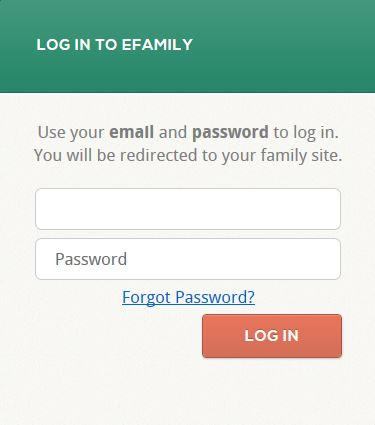 LOG IN TO EFAMILY
Use your email and password to log in.
You will be redirected to your family site.
Password
Forgot Password?
LOG IN